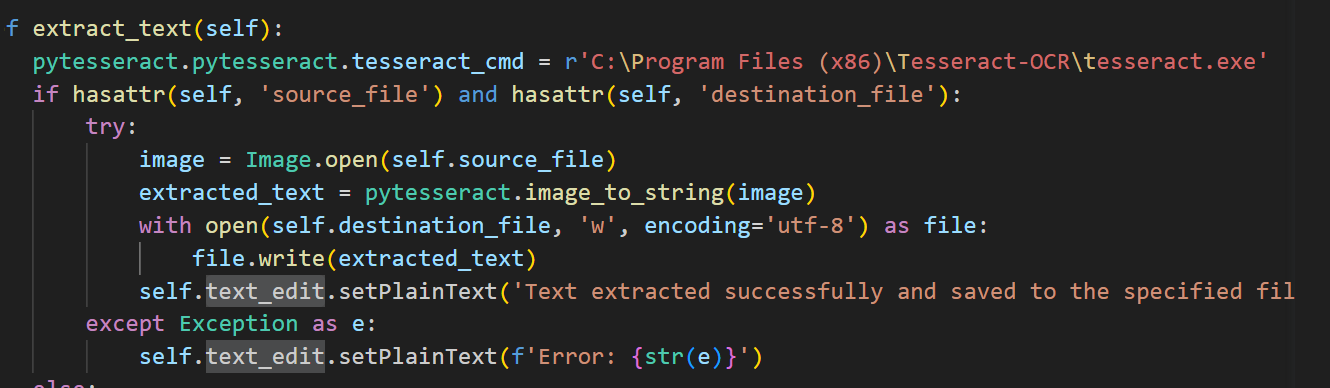 f extract_text(self):
pytesseract.pytesseract.tesseract_cmd = r'C:\Program Files (x86)\Tesseract-OCR\tesseract.exe'
if hasattr(self, 'source_file') and hasattr(self, 'destination_file'):
try:
image = Image.open(self.source_file)
extracted_text = pytesseract.image_to_string(image)
with open(self.destination_file, 'w', encoding='utf-8') as file:
file.write(extracted_text)
self.text_edit.setPlainText('Text extracted successfully and saved to the specified fil
except Exception as e:
self.text_edit.setPlainText(f'Error: {str(e)}')
else: